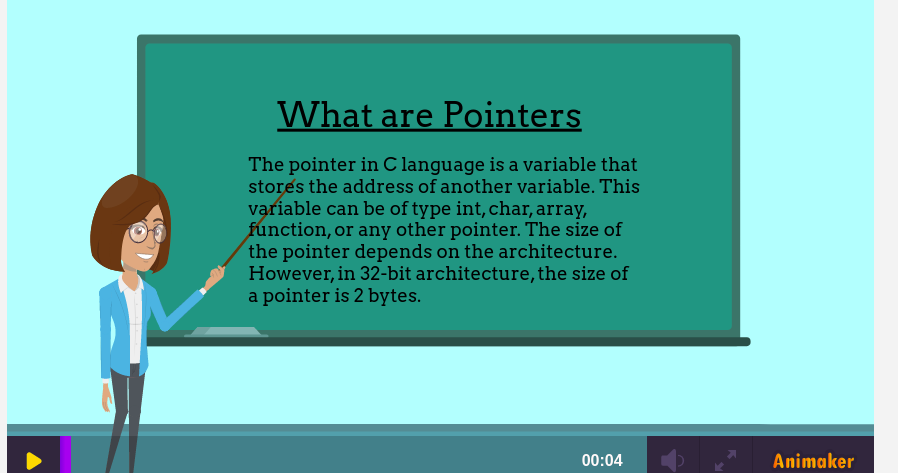 What are Pointers
The pointer in C language is a variable that
stores the address of another variable. This
variable can be of type int, char, array,
function, or any other pointer. The size of
the pointer depends on the architecture.
However, in 32-bit architecture, the size of
a pointer is 2 bytes.
00:04
Animaker